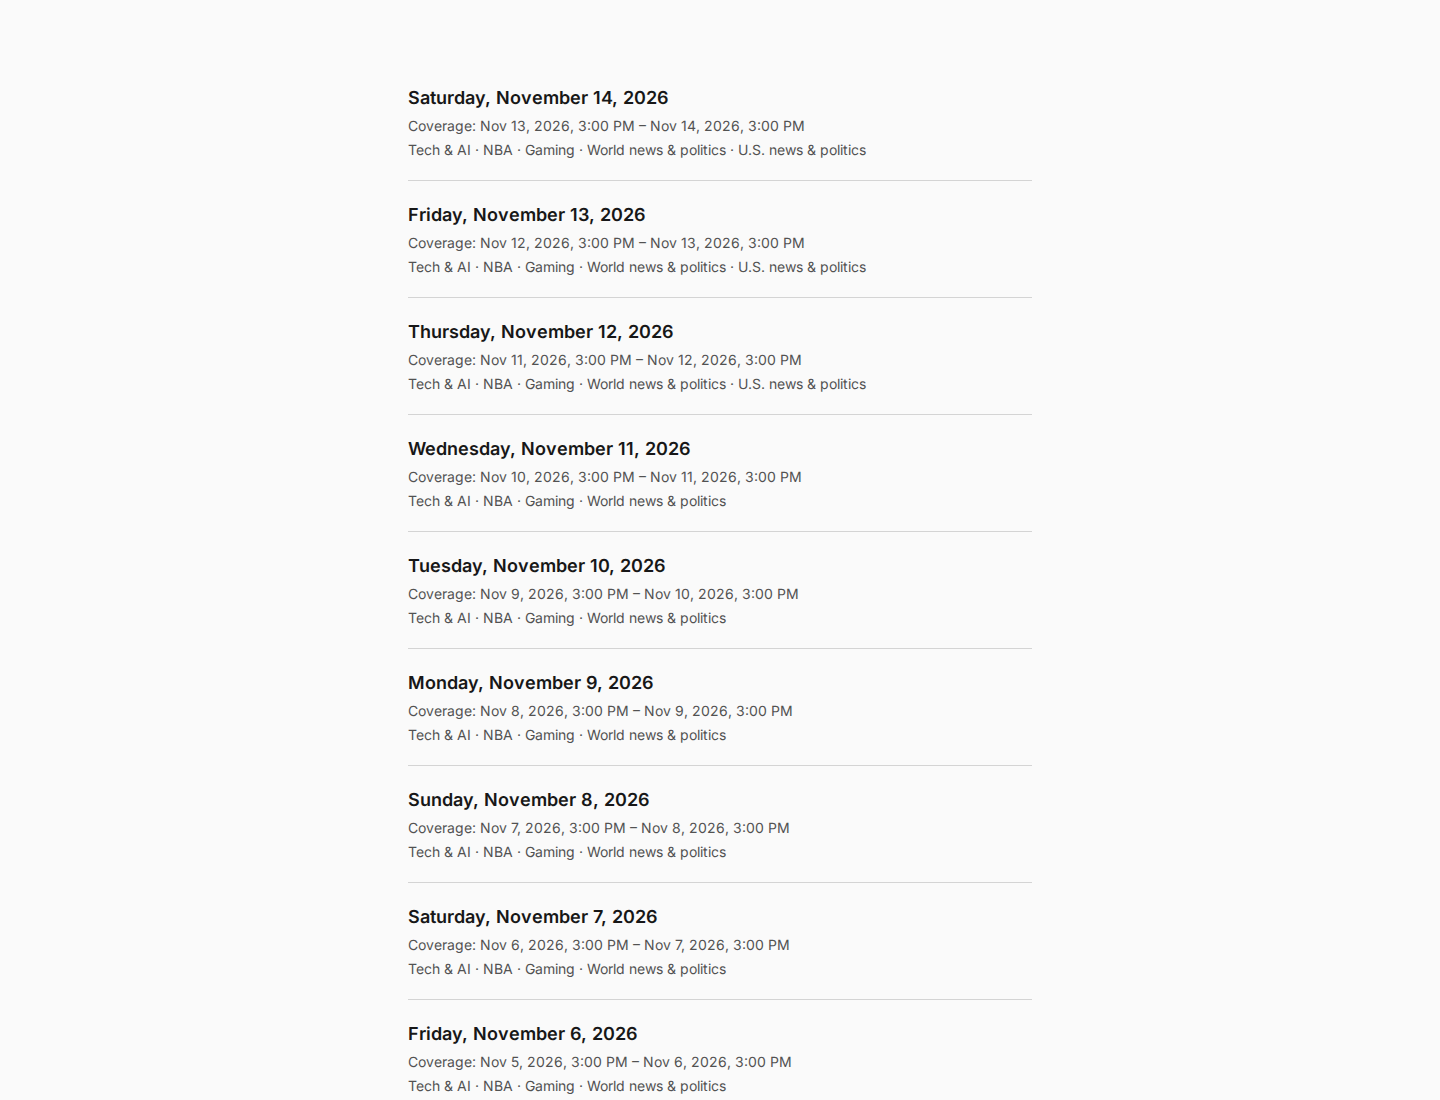 Saturday, November 14, 2026
Coverage: Nov 13, 2026, 3:00 PM – Nov 14, 2026, 3:00 PM
Tech & AI · NBA · Gaming · World news & politics · U.S. news & politics
Friday, November 13, 2026
Coverage: Nov 12, 2026, 3:00 PM – Nov 13, 2026, 3:00 PM
Tech & AI · NBA · Gaming · World news & politics · U.S. news & politics
Thursday, November 12, 2026
Coverage: Nov 11, 2026, 3:00 PM – Nov 12, 2026, 3:00 PM
Tech & AI · NBA · Gaming · World news & politics · U.S. news & politics
Wednesday, November 11, 2026
Coverage: Nov 10, 2026, 3:00 PM – Nov 11, 2026, 3:00 PM
Tech & AI · NBA · Gaming · World news & politics
Tuesday, November 10, 2026
Coverage: Nov 9, 2026, 3:00 PM – Nov 10, 2026, 3:00 PM
Tech & AI · NBA · Gaming · World news & politics
Monday, November 9, 2026
Coverage: Nov 8, 2026, 3:00 PM – Nov 9, 2026, 3:00 PM
Tech & AI · NBA · Gaming · World news & politics
Sunday, November 8, 2026
Coverage: Nov 7, 2026, 3:00 PM – Nov 8, 2026, 3:00 PM
Tech & AI · NBA · Gaming · World news & politics
Saturday, November 7, 2026
Coverage: Nov 6, 2026, 3:00 PM – Nov 7, 2026, 3:00 PM
Tech & AI · NBA · Gaming · World news & politics
Friday, November 6, 2026
Coverage: Nov 5, 2026, 3:00 PM – Nov 6, 2026, 3:00 PM
Tech & AI · NBA · Gaming · World news & politics